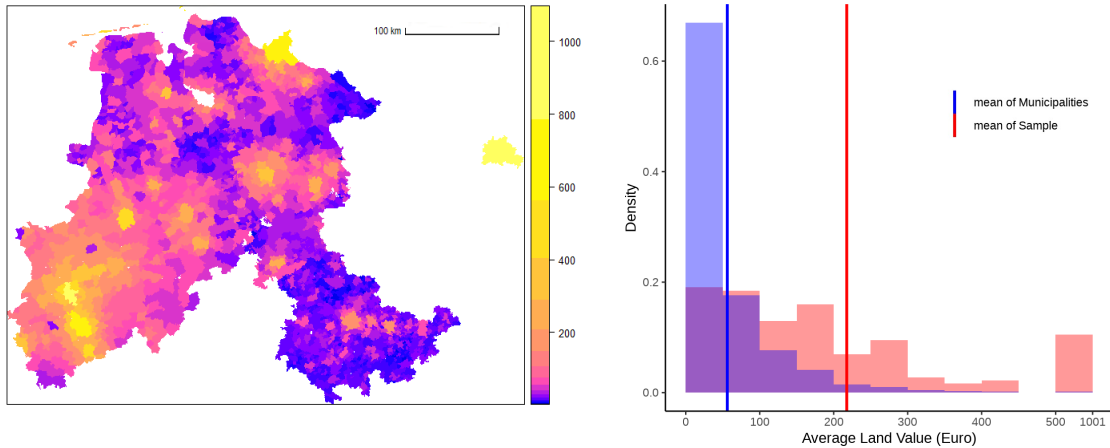 100 km
1000
800
600
400
200
0.6
0.4
0.2
0.0
Density
mean of Municipalities
mean of Sample
0 100 200 300 400 500 1001
Average Land Value (Euro)